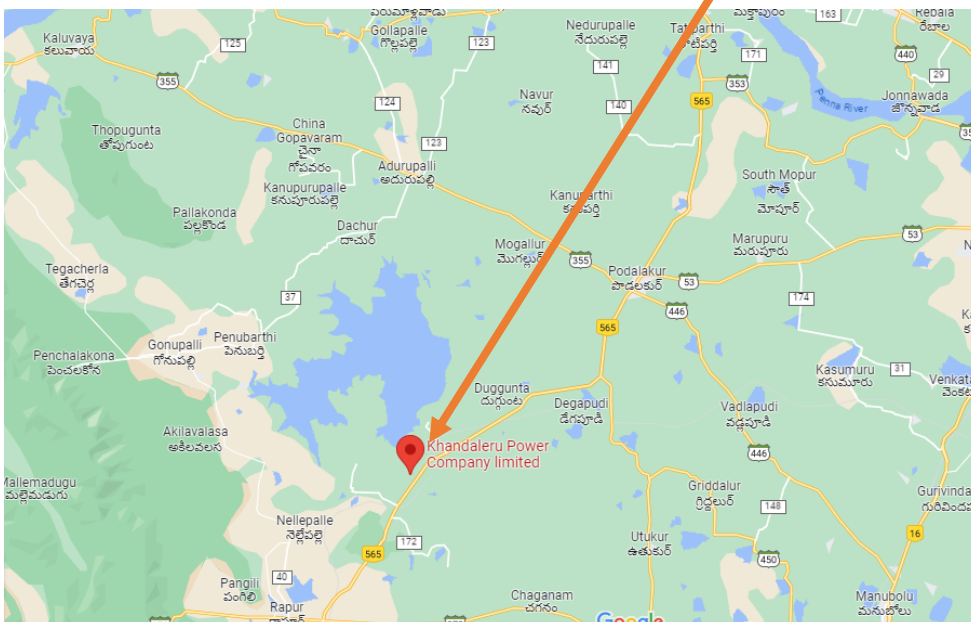 పెరుమాళ్లపాడు
Gollapalle
గొల్లపల్లె
Nedurupalle
నేదురుపల్లె
163
Rebala
రేబాల
Kaluvaya
కలువాయ
125
123
171
440
355
141
353
29
Navur
నవుర్
565
Penna River
Jonnawada
జొన్నవాడ
124
140
Thopugunta
తోపుగుంట
China
Gopavaram
చైనా
గోపవరం
123
Adurupalli
అదురుపల్లి
South Mopur
సౌత్
మోపూర్
Kanupurupalle
కనుపూరుపల్లె
Pallakonda
పల్లకొండ
Dachur
దాచుర్
Mogallur
మొగల్లుర్
Marupuru
మరుపూరు
53
355
Podalakur
పొదలకుర్
53
Tegacherla
తేగచెర్ల
37
174
446
565
Penubarthi
పెనుబర్తి
Gonupalli
గోనుపల్లి
Penchalakona
పెంచలకోన
Kasumuru
కసుమూరు
31
Duggunta
దుగ్గుంట
Degapudi
డేగపూడి
Vadlapudi
వడ్లపూడి
Akilavalasa
అకిలవలస
Khandaleru Power
Company limited
446
Mallemadugu
మల్లెమడుగు
Griddalur
గ్రిద్దలుర్
148
Nellepalle
నెల్లేపల్లె
16
172
Utukur
ఉతుకుర్
565
450
Pangili
పంగిలి
40
Chaganam
చగనం
Manubolu
మనుబోలు
Rapur
Google